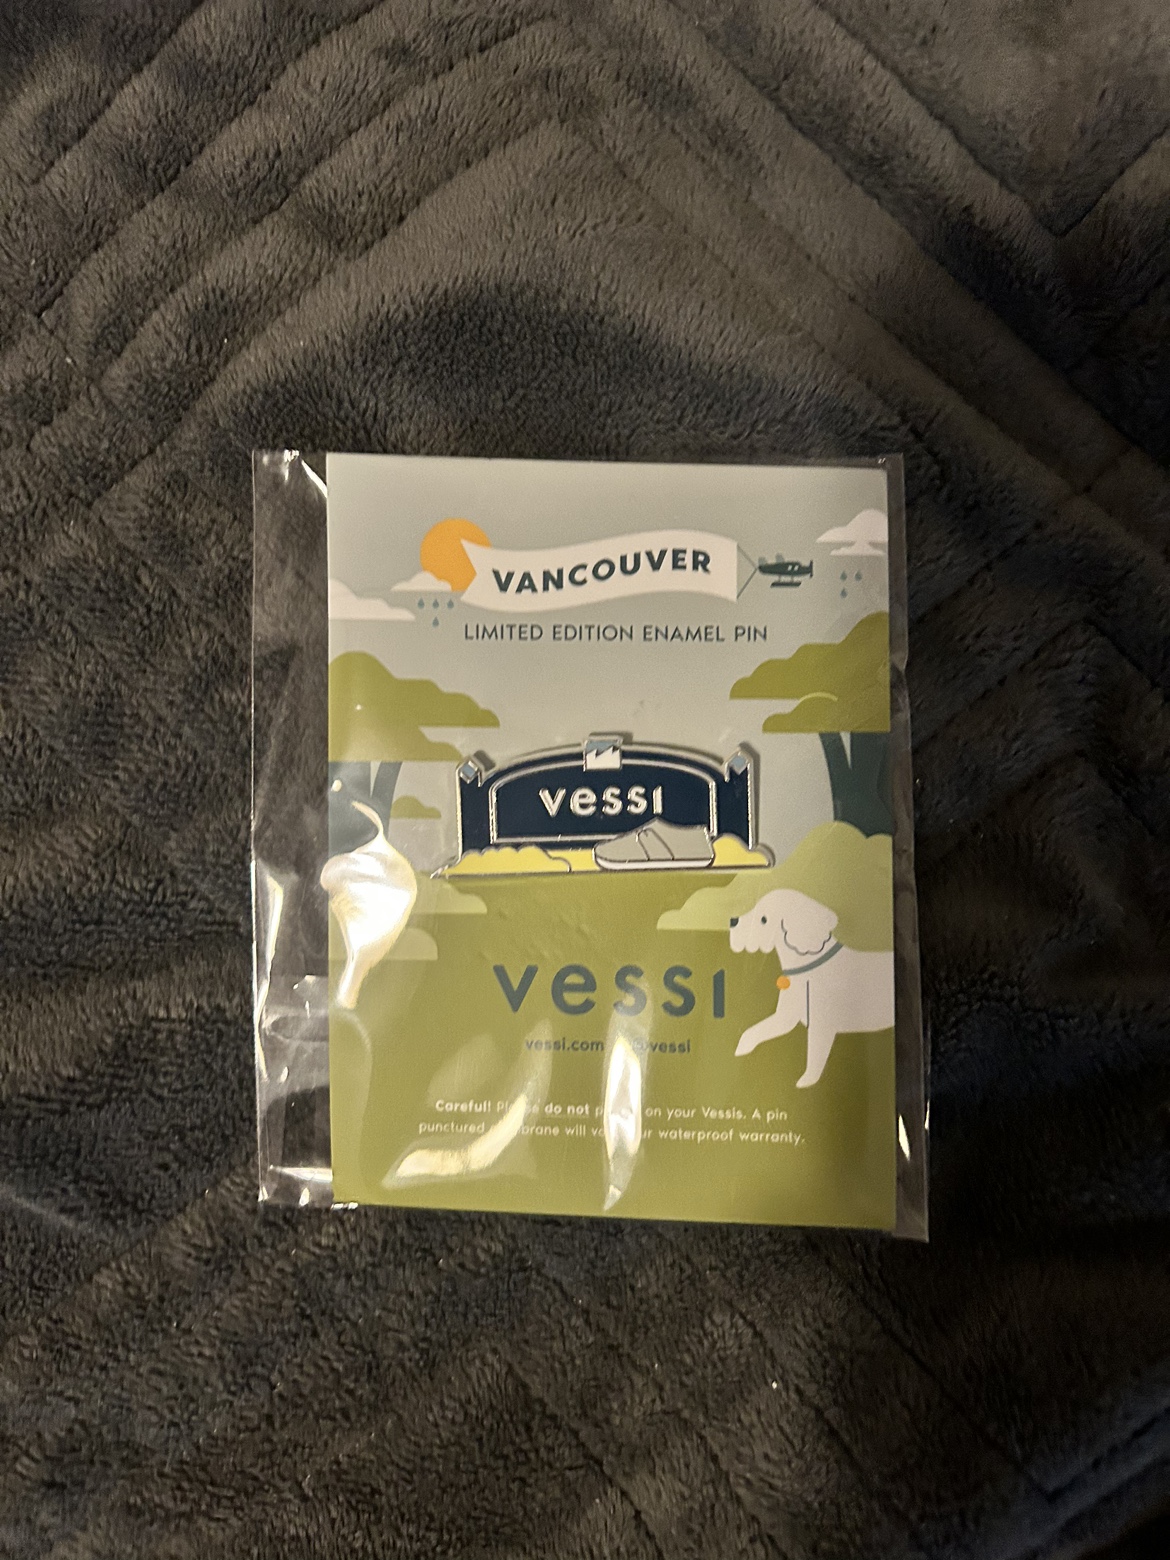 VANCOUVER
LIMITED EDITION ENAMEL PIN
vessi
vessi
vessi.com @vessi
Careful! do not on your Vessis. A pin
punctured will waterproof warranty.